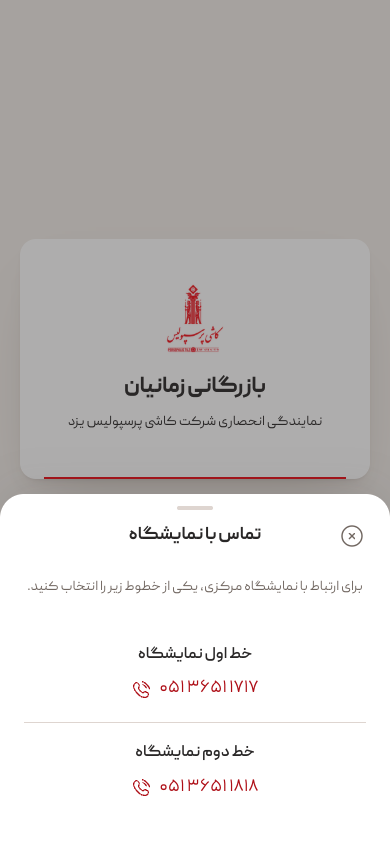 کاشی پرسپولیس
بازرگانی زمانیان
نمایندگی انحصاری شرکت کاشی پرسپولیس یزد
تماس با نمایشگاه
برای ارتباط با نمایشگاه مرکزی، یکی از خطوط زیر را انتخاب کنید.
خط اول نمایشگاه
۰۵۱۳۶۵۱۱۷۱۷
خط دوم نمایشگاه
۰۵۱۳۶۵۱۱۸۱۸